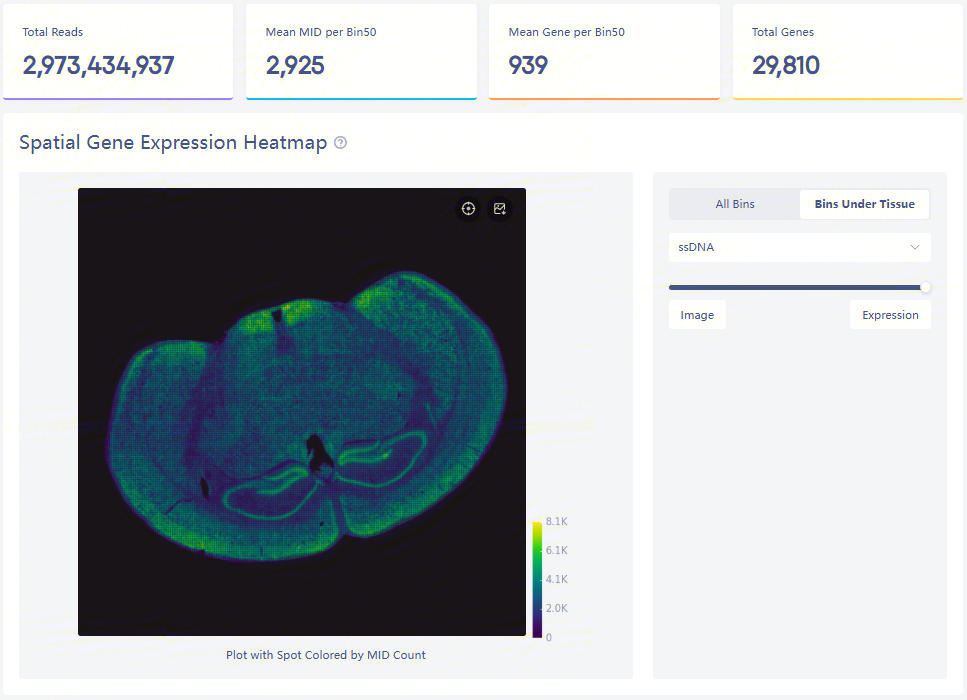 Total Reads
2,973,434,937
Mean MID per Bin50
2,925
Mean Gene per Bin50
939
Total Genes
29,810
Spatial Gene Expression Heatmap ?
All Bins
Bins Under Tissue
ssDNA
Image
Expression
8.1K
6.1K
4.1K
2.0K
0
Plot with Spot Colored by MID Count